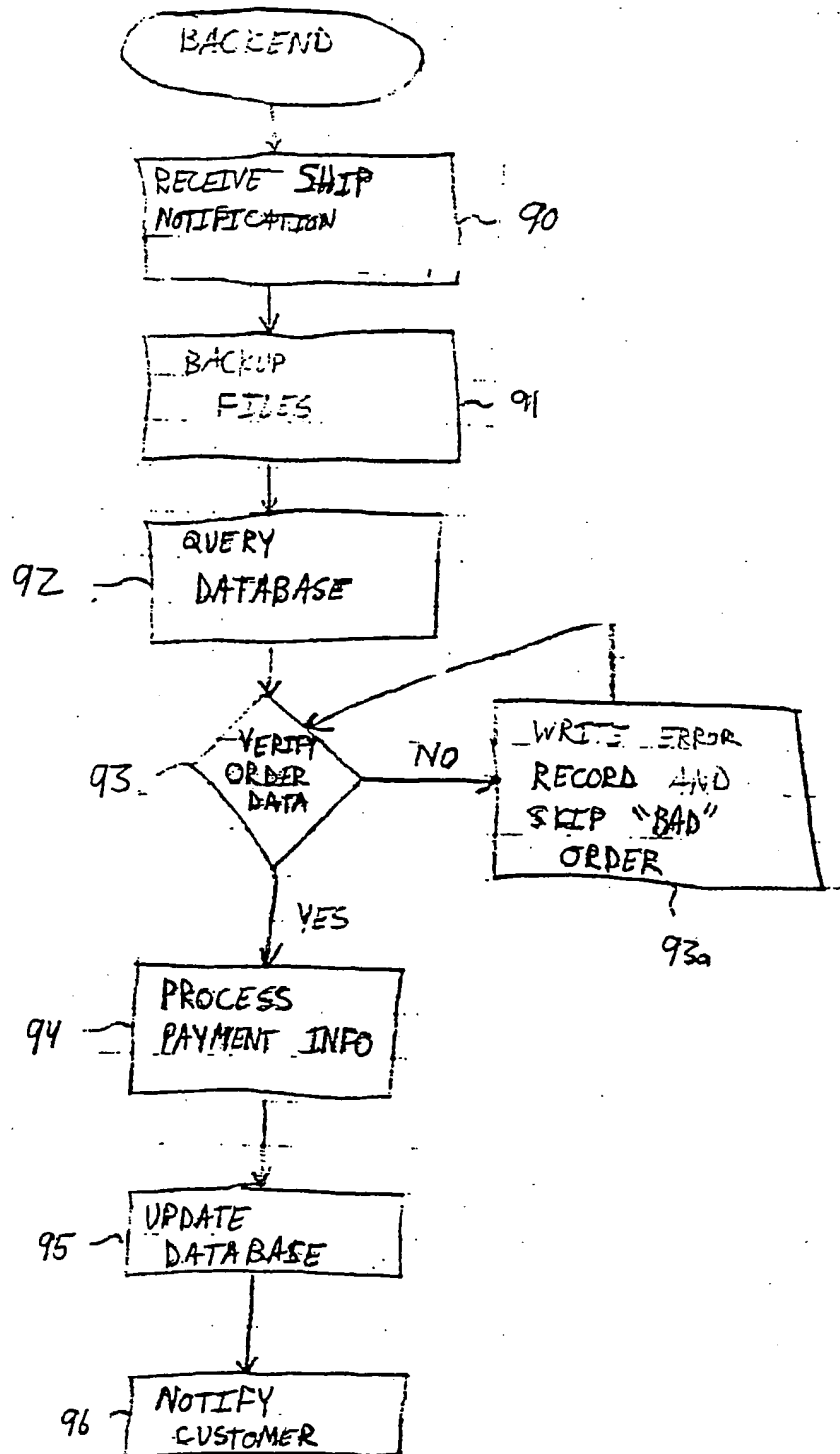 BACKEND
RECEIVE SHIP
NOTIFICATION
90
BACKUP
FILES
91
QUERY
DATABASE
92
VERIFY
ORDER
DATA
93
NO
WRITE ERROR
RECORD AND
SKIP "BAD"
ORDER
93a
YES
PROCESS
PAYMENT INFO
94
UPDATE
DATABASE
95
NOTIFY
CUSTOMER
96